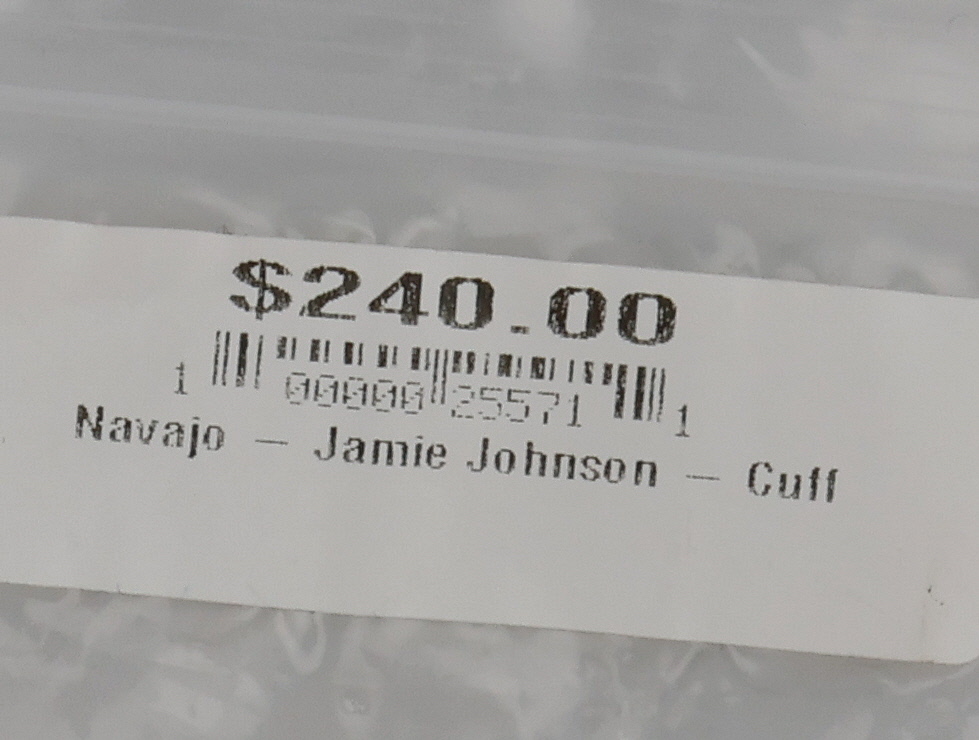 $240.00
1 00000 25571 1
Navajo - Jamie Johnson - Cuff